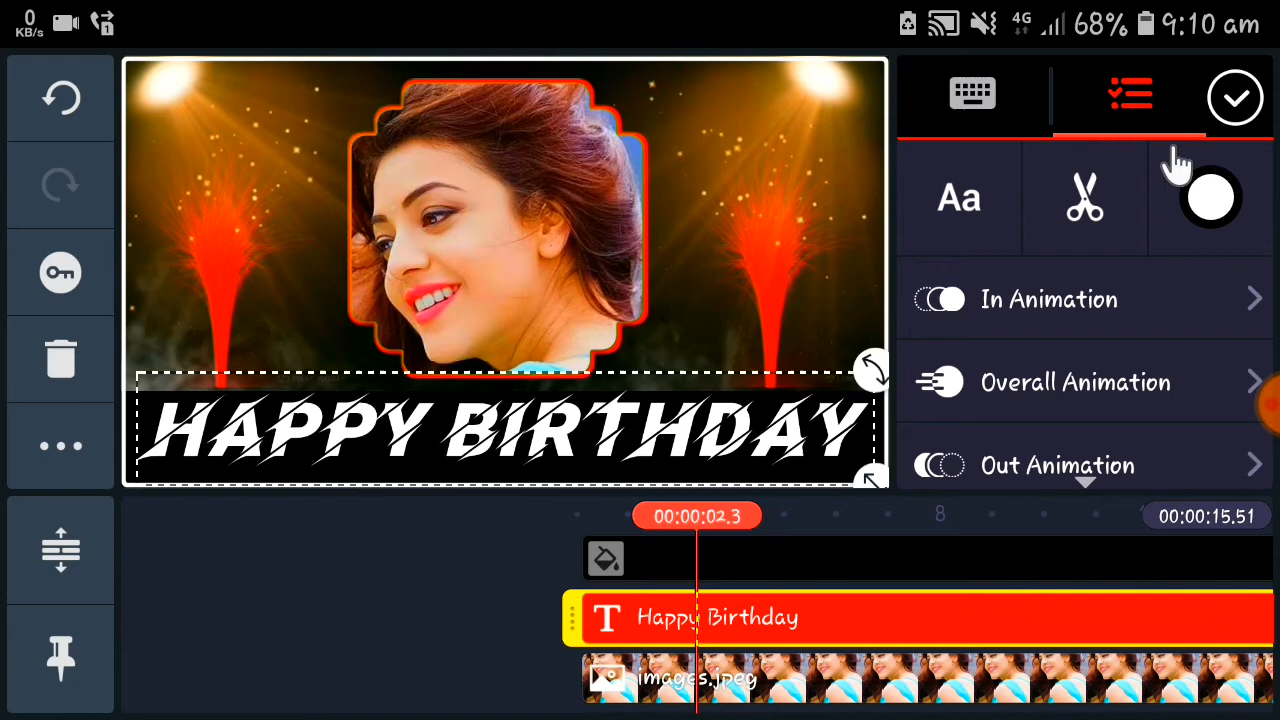 0
KB/s
1
4G
68%
9:10 am
Aa
In Animation
Overall Animation
Out Animation
HAPPY BIRTHDAY
00:00:02.3
8
00:00:15.51
T
Happy Birthday
images.jpeg